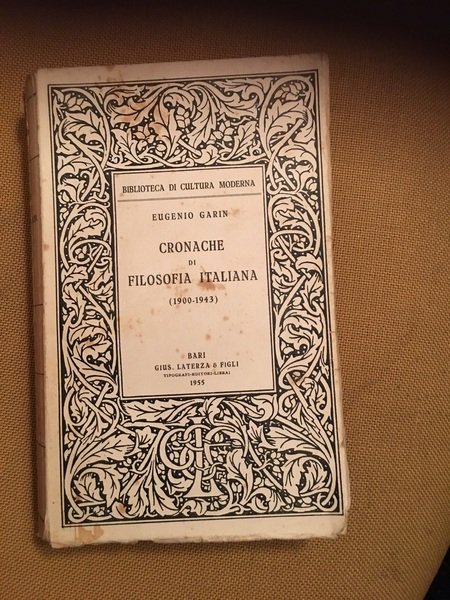 BIBLIOTECA DI CULTURA MODERNA
EUGENIO GARIN
CRONACHE
DI
FILOSOFIA ITALIANA
(1900-1943)
BARI
GIUS. LATERZA & FIGLI
TIPOGRAFI-EDITORI-LIBRAI
1955